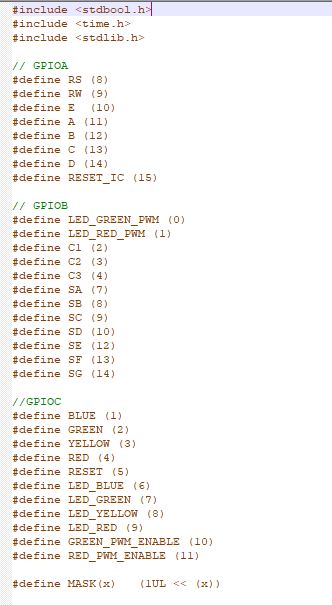 #include <stdbool.h>
#include <time.h>
#include <stdlib.h>
// GPIOA
#define RS (8)
#define RW (9)
#define E  (10)
#define A (11)
#define B (12)
#define C (13)
#define D (14)
#define RESET_IC (15)
// GPIOB
#define LED_GREEN_PWM (0)
#define LED_RED_PWM (1)
#define C1 (2)
#define C2 (3)
#define C3 (4)
#define SA (7)
#define SB (8)
#define SC (9)
#define SD (10)
#define SE (12)
#define SF (13)
#define SG (14)
//GPIOC
#define BLUE (1)
#define GREEN (2)
#define YELLOW (3)
#define RED (4)
#define RESET (5)
#define LED_BLUE (6)
#define LED_GREEN (7)
#define LED_YELLOW (8)
#define LED_RED (9)
#define GREEN_PWM_ENABLE (10)
#define RED_PWM_ENABLE (11)
#define MASK(x)   (1UL << (x))